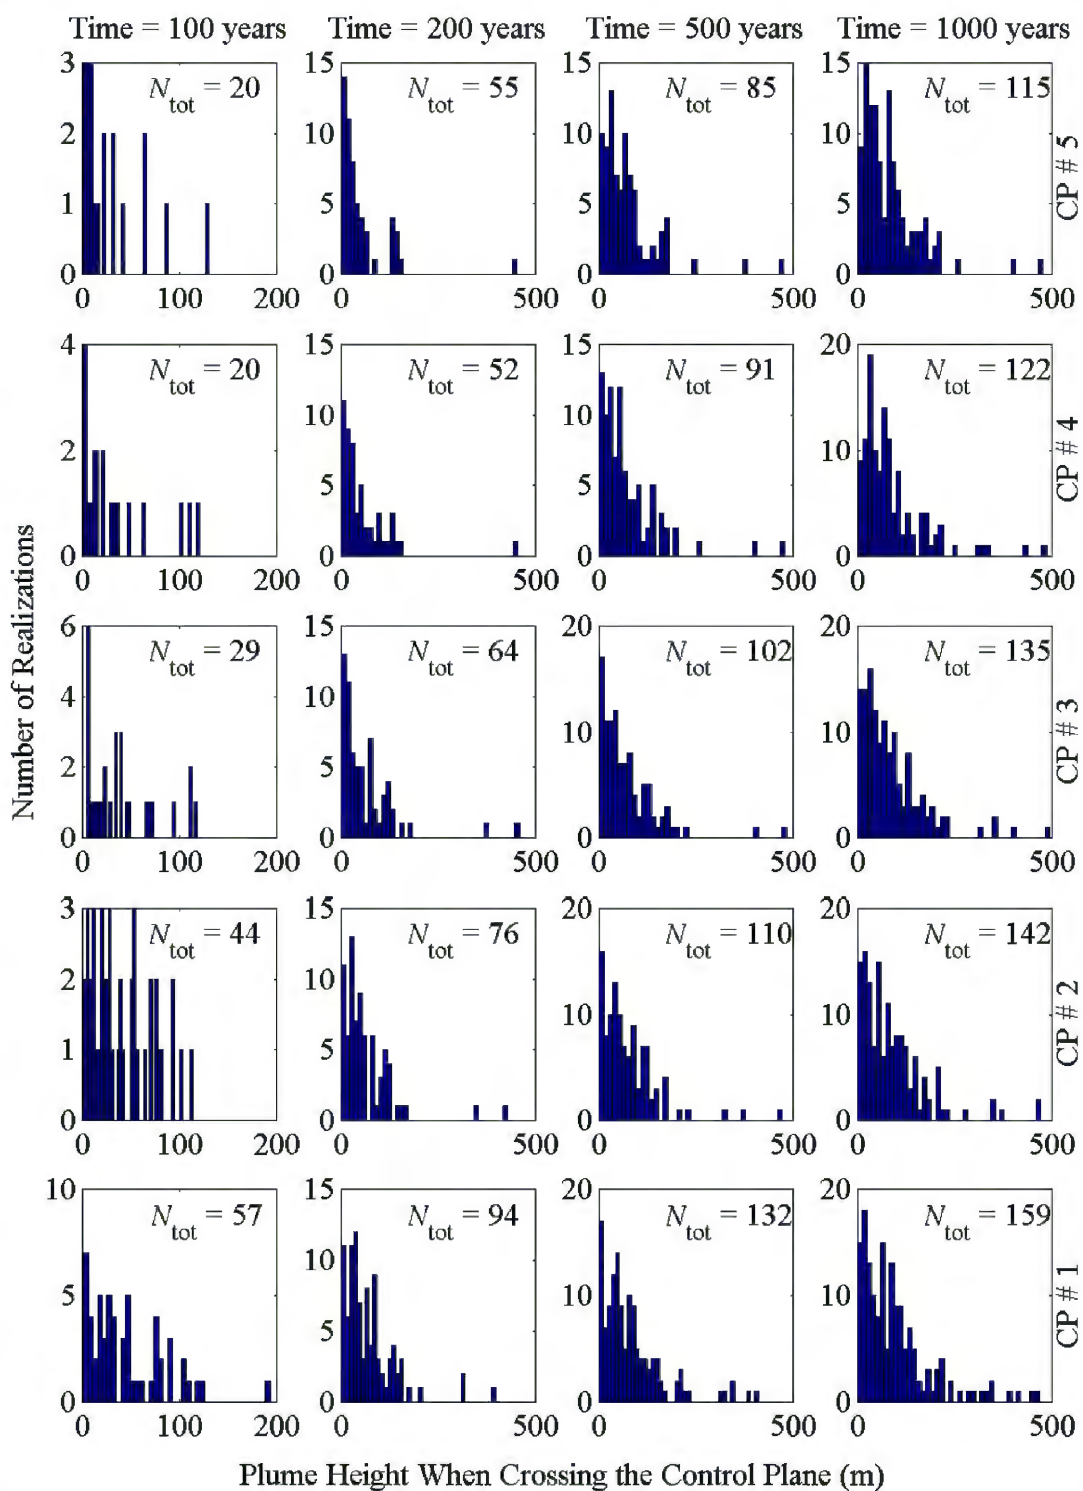 Time = 100 years Time = 200 years Time = 500 years Time = 1000 years
3 15 15 15
N_tot = 20 N_tot = 55 N_tot = 85 N_tot = 115
2 10 10 10
1 5 5 5
0 0 0 0
CP # 5
0 100 200 0 500 0 500 0 500
4 15 15 20
N_tot = 20 N_tot = 52 N_tot = 91 N_tot = 122
2 10 10 10
5 5
0 0 0 0
CP # 4
0 100 200 0 500 0 500 0 500
Number of Realizations
6 15 20 20
N_tot = 29 N_tot = 64 N_tot = 102 N_tot = 135
4 10 10 10
2 5
0 0 0 0
CP # 3
0 100 200 0 500 0 500 0 500
3 15 20 20
N_tot = 44 N_tot = 76 N_tot = 110 N_tot = 142
2 10 10 10
1 5
0 0 0 0
CP # 2
0 100 200 0 500 0 500 0 500
10 15 20 20
N_tot = 57 N_tot = 94 N_tot = 132 N_tot = 159
5 10 10 10
5
0 0 0 0
CP # 1
0 100 200 0 500 0 500 0 500
Plume Height When Crossing the Control Plane (m)